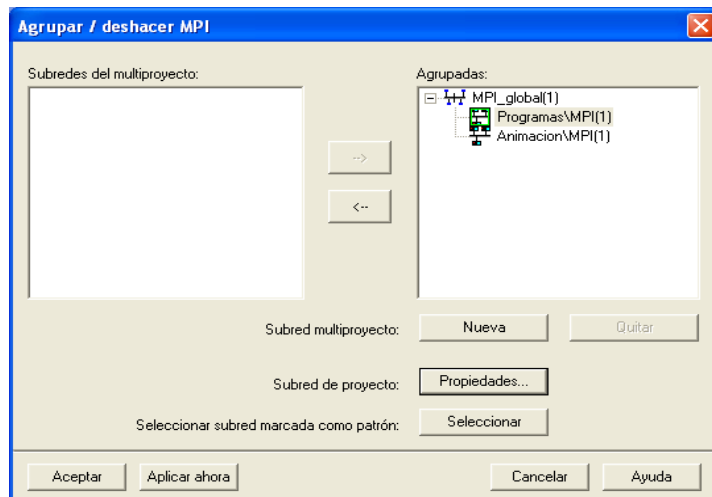 Agrupar / deshacer MPI
Subredes del multiproyecto:
Agrupadas:
MPI_global(1)
Programas\MPI(1)
Animacion\MPI(1)
-->
<--
Subred multiproyecto:
Nueva
Quitar
Subred de proyecto:
Propiedades...
Seleccionar subred marcada como patrón:
Seleccionar
Aceptar
Aplicar ahora
Cancelar
Ayuda